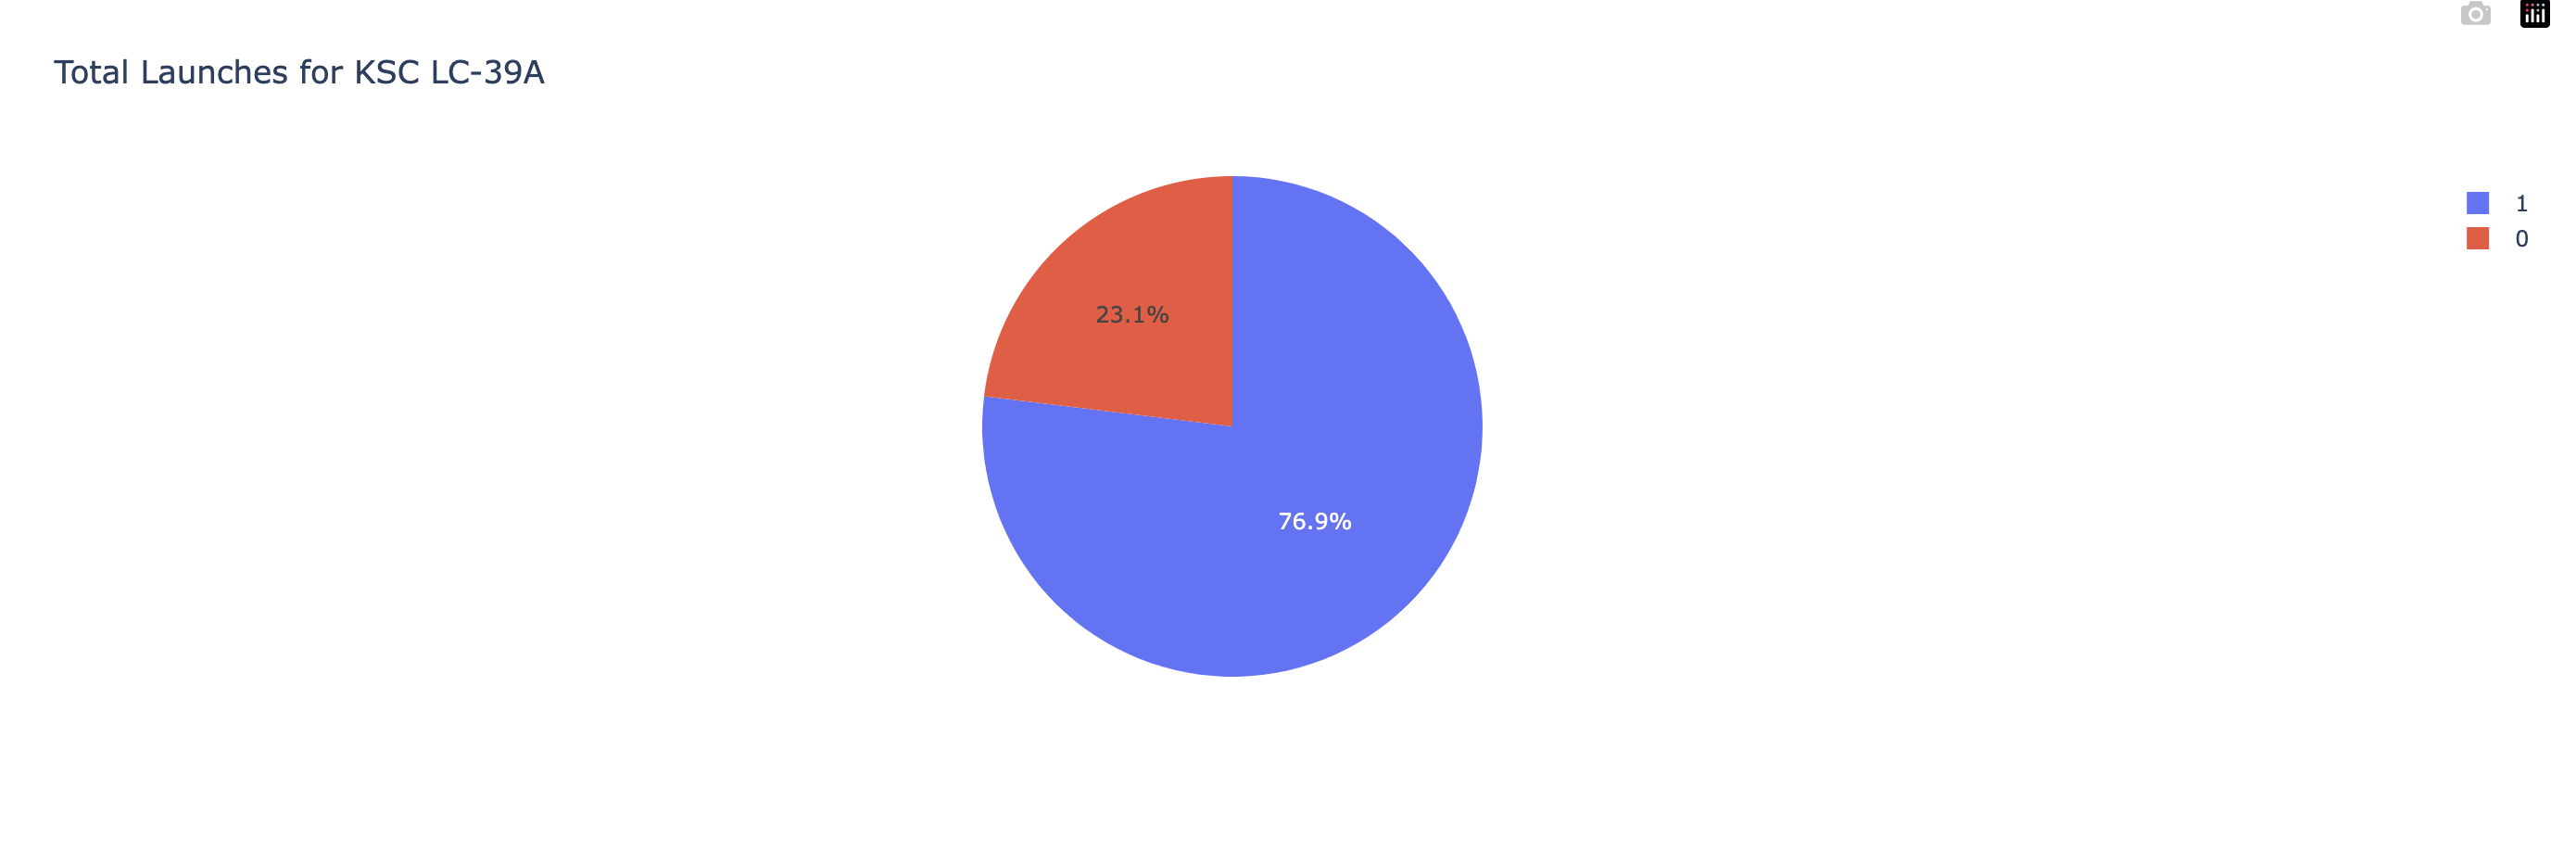 Total Launches for KSC LC-39A
1
0
23.1%
76.9%